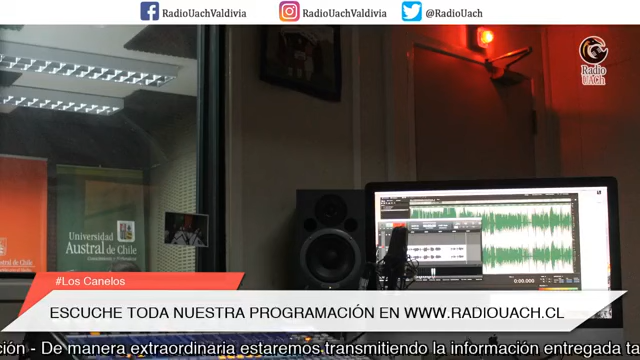 RadioUachValdivia
RadioUachValdivia
@RadioUach
Radio
UACh
Universidad
Austral de Chile
#Los Canelos
ESCUCHE TODA NUESTRA PROGRAMACIÓN EN WWW.RADIOUACH.CL
ción - De manera extraordinaria estaremos transmitiendo la información entregada ta